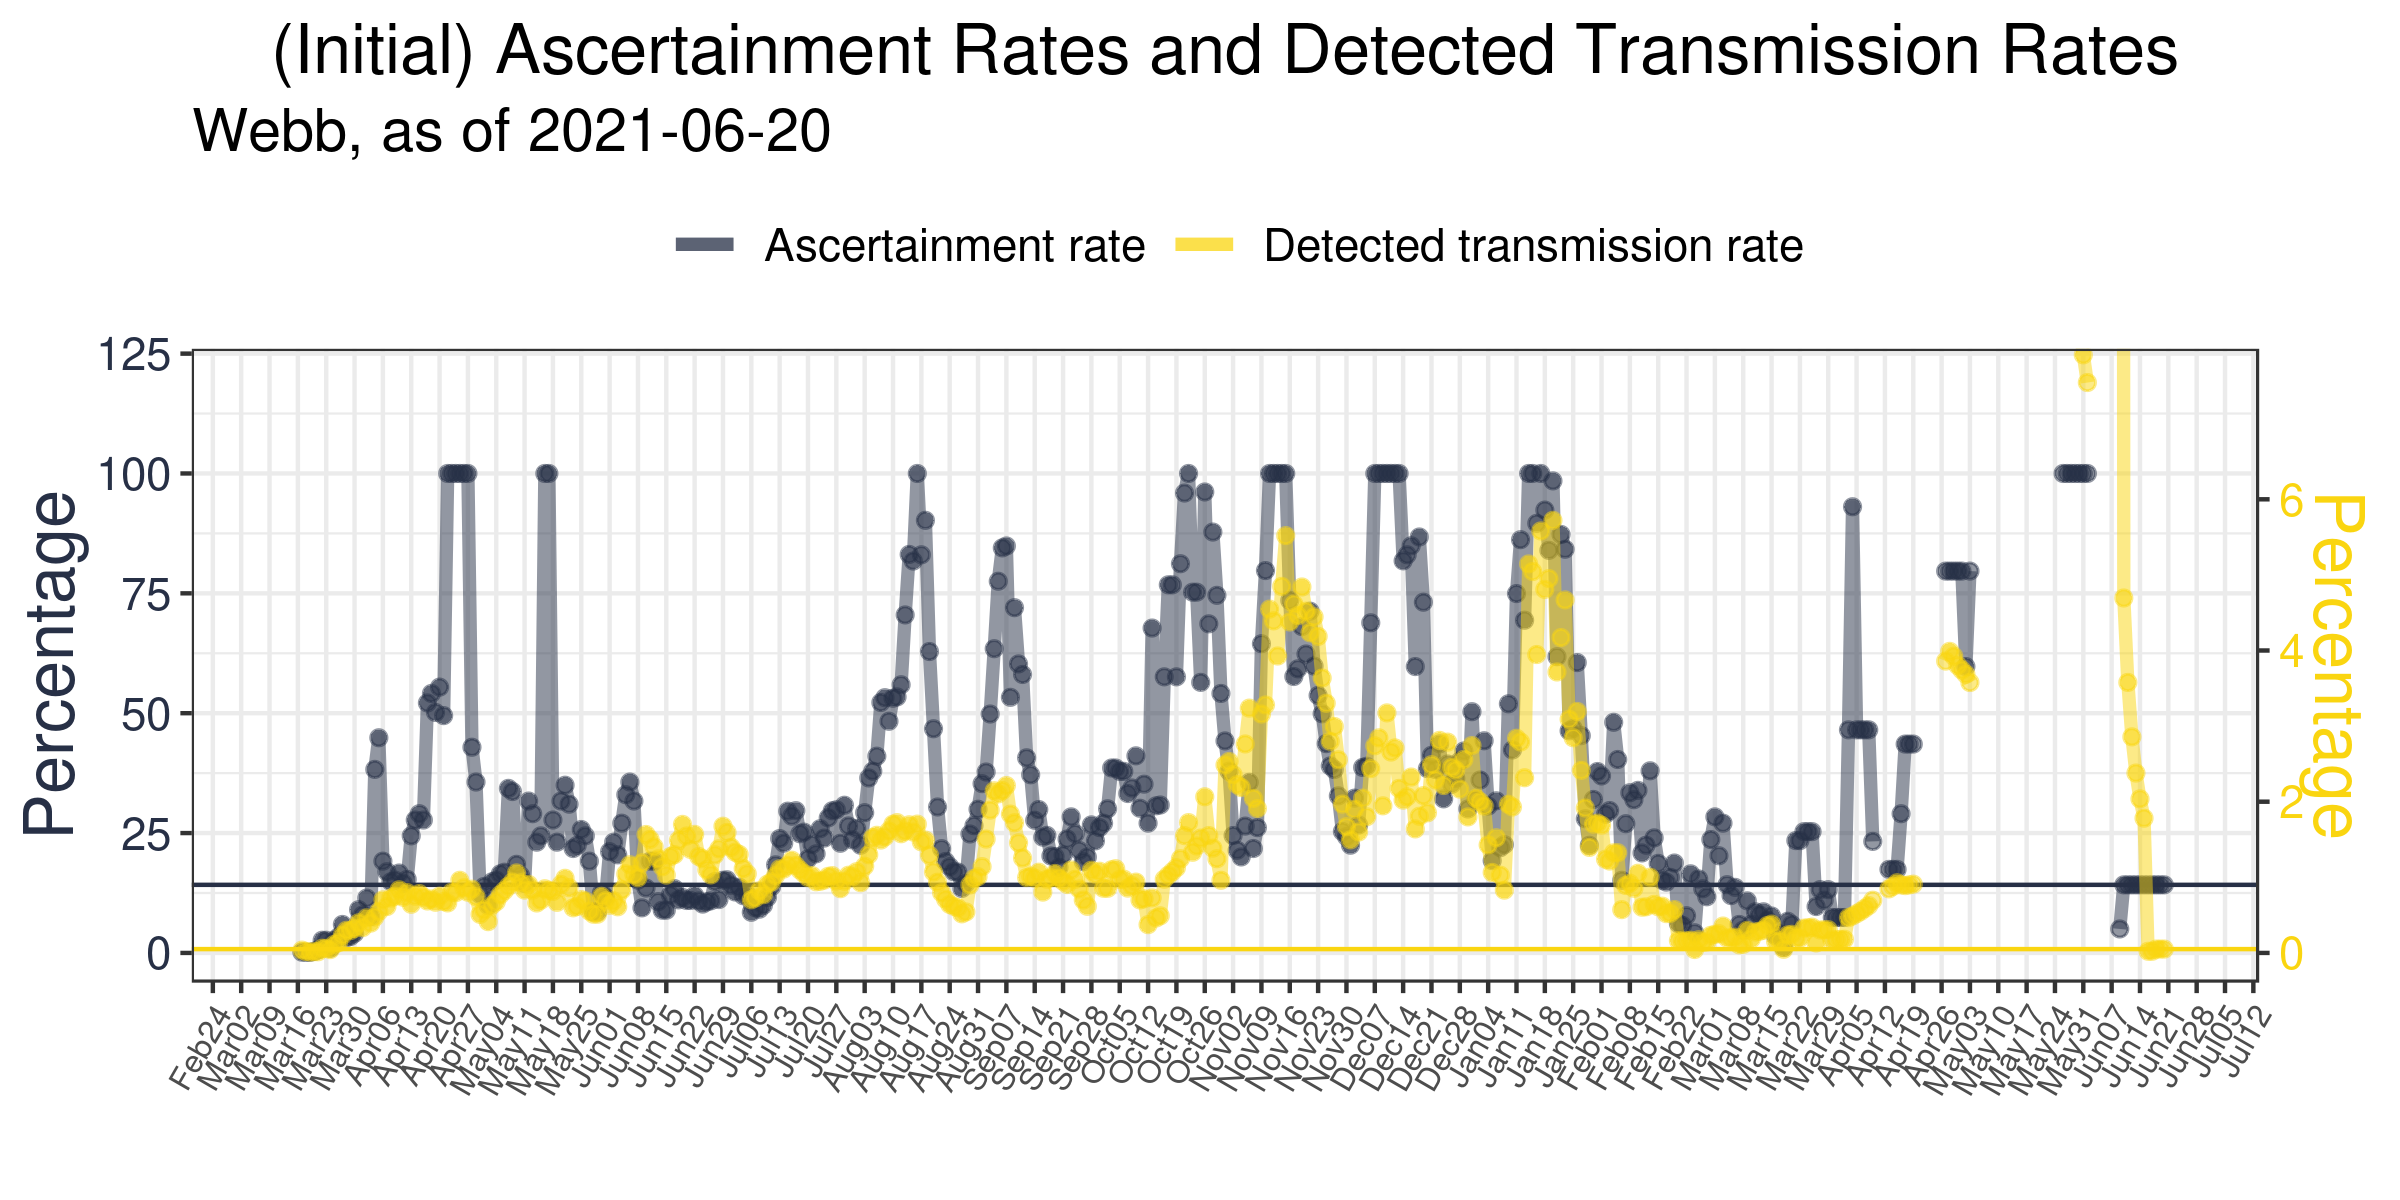 (Initial) Ascertainment Rates and Detected Transmission Rates
Webb, as of 2021-06-20
Ascertainment rate
Detected transmission rate
125
100
75
50
25
0
Percentage
6
4
2
0
Percentage
Feb24
Mar02
Mar09
Mar16
Mar23
Mar30
Apr06
Apr13
Apr20
Apr27
May04
May11
May18
May25
Jun01
Jun08
Jun15
Jun22
Jun29
Jul06
Jul13
Jul20
Jul27
Aug03
Aug10
Aug17
Aug24
Aug31
Sep07
Sep14
Sep21
Sep28
Oct05
Oct12
Oct19
Oct26
Nov02
Nov09
Nov16
Nov23
Nov30
Dec07
Dec14
Dec21
Dec28
Jan04
Jan11
Jan18
Jan25
Feb01
Feb08
Feb15
Feb22
Mar01
Mar08
Mar15
Mar22
Mar29
Apr05
Apr12
Apr19
Apr26
May03
May10
May17
May24
May31
Jun07
Jun14
Jun21
Jun28
Jul05
Jul12